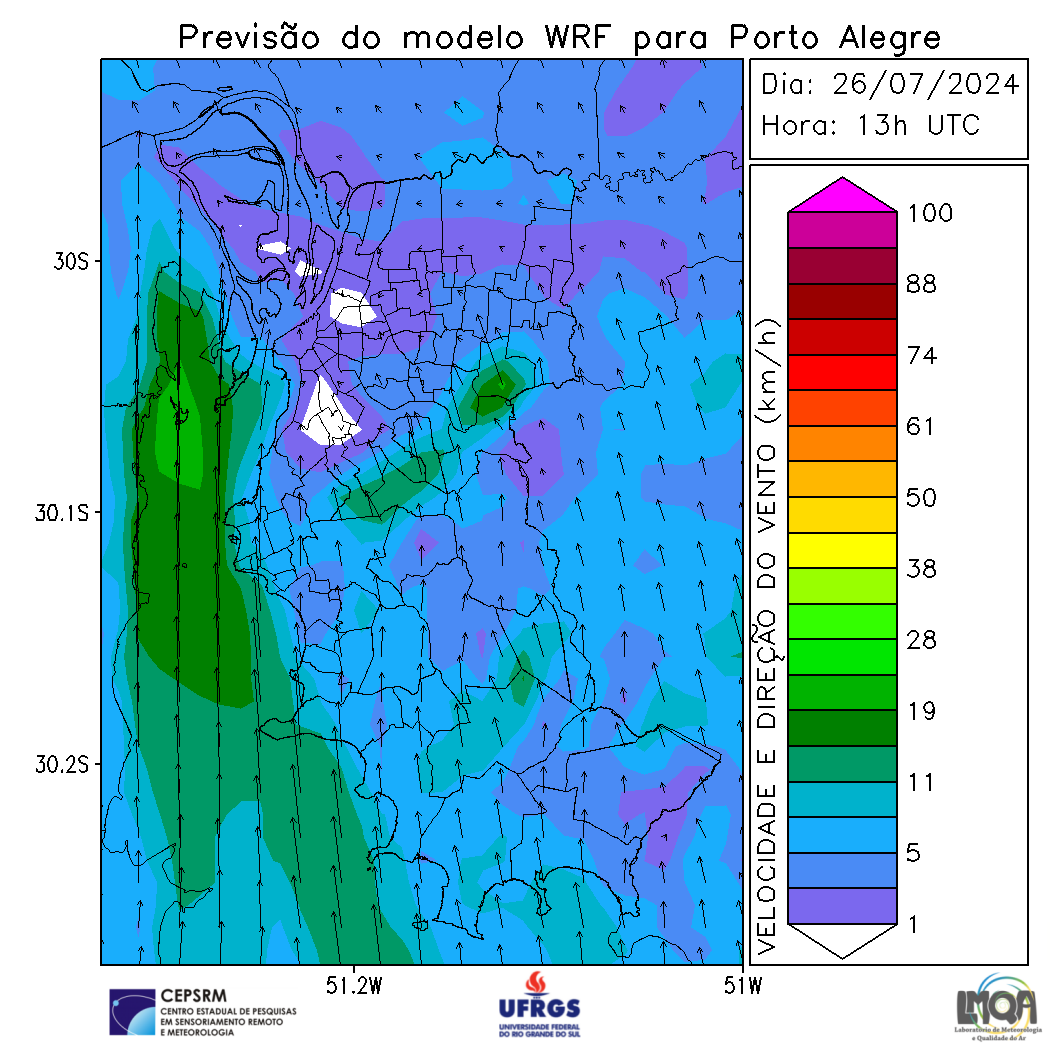 Previsão do modelo WRF para Porto Alegre
Dia: 26/07/2024
Hora: 13h UTC
30S
30.1S
30.2S
51.2W
51W
VELOCIDADE E DIREÇÃO DO VENTO (km/h)
100
88
74
61
50
38
28
19
11
5
1
CEPSRM
CENTRO ESTADUAL DE PESQUISAS
EM SENSORIAMENTO REMOTO
E METEOROLOGIA
UFRGS
UNIVERSIDADE FEDERAL
DO RIO GRANDE DO SUL
LMQA
Laboratório de Meteorologia
e Qualidade do Ar